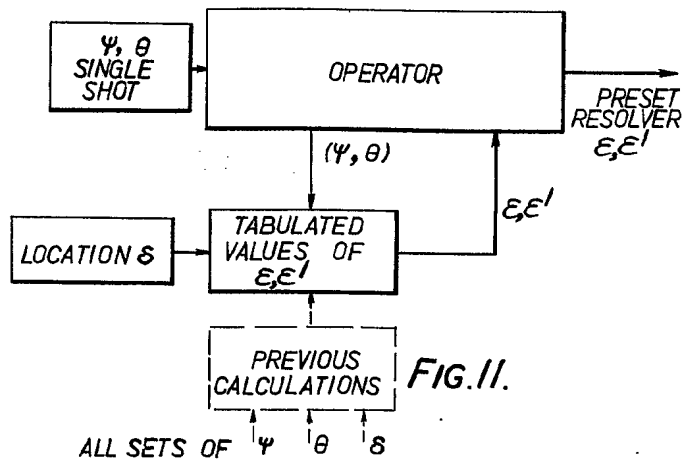 Ψ, θ
SINGLE
SHOT
OPERATOR
PRESET
RESOLVER
ε,ε'
(Ψ, θ)
ε,ε'
LOCATION δ
TABULATED
VALUES OF
ε,ε'
PREVIOUS
CALCULATIONS
FIG.11.
ALL SETS OF Ψ θ δ